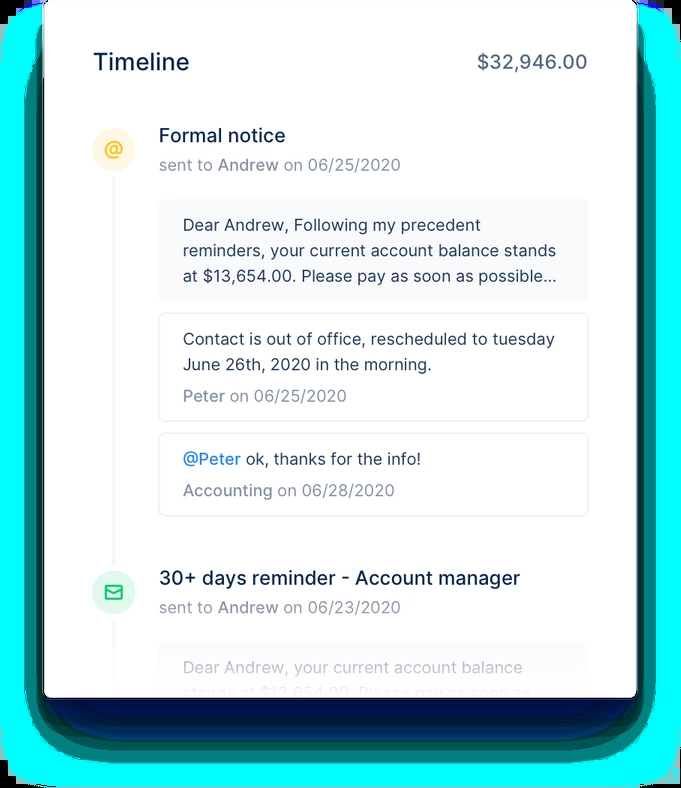 Timeline
$32,946.00
Formal notice
@
sent to Andrew on 06/25/2020
Dear Andrew, Following my precedent
reminders, your current account balance stands
at $13,654.00. Please pay as soon as possible...
Contact is out of office, rescheduled to tuesday
June 26th, 2020 in the morning.
Peter on 06/25/2020
@Peter ok, thanks for the info!
Accounting on 06/28/2020
30+ days reminder - Account manager
sent to Andrew on 06/23/2020
Dear Andrew, your current account balance
stands at $13,654.00. Please pay as soon as